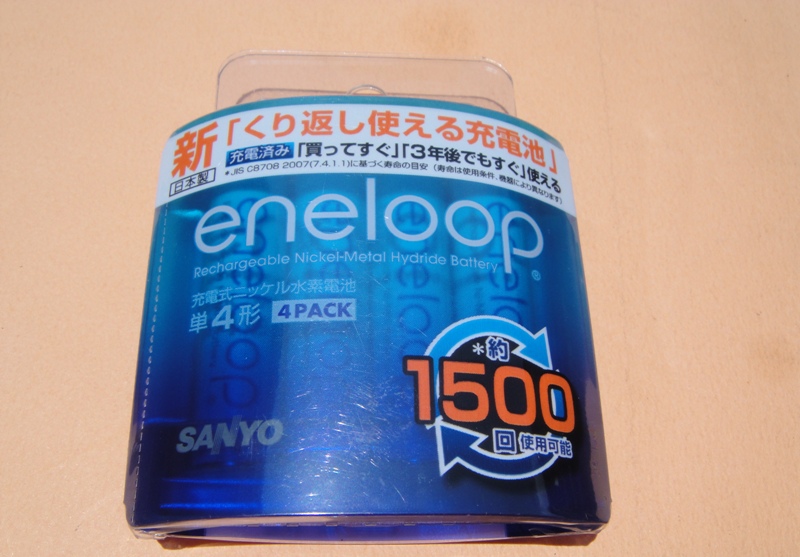 新「くり返し使える充電池」
日本製
充電済み「買ってすぐ」「3年後でもすぐ」使える
*JIS C8708 2007(7.4.1.1)に基づく寿命の目安(寿命は使用条件、機器により異なります)
eneloop
Rechargeable Nickel-Metal Hydride Battery
®
充電式ニッケル水素電池
単4形 4PACK
*約
1500
回 使用可能
SANYO
eneloop
eneloop
eneloop